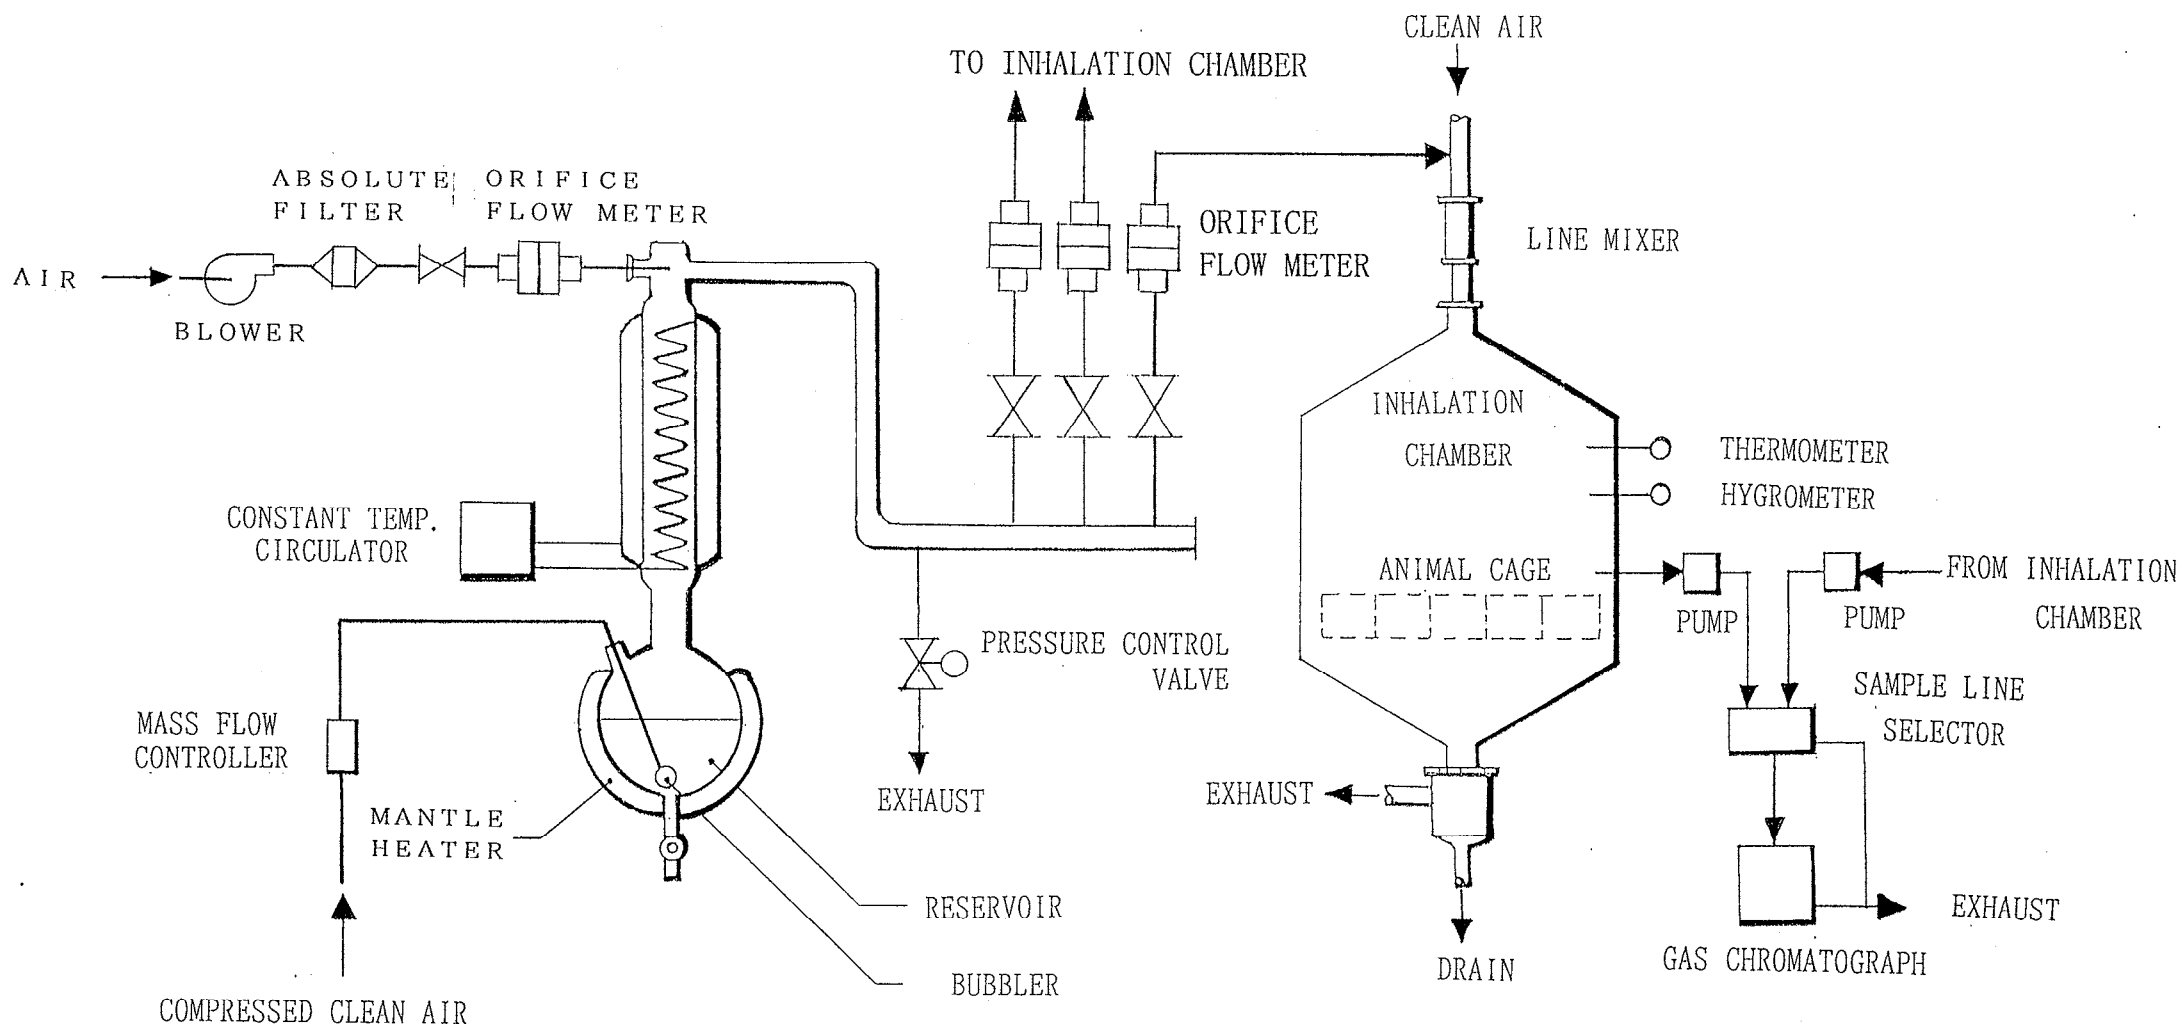 CLEAN AIR
TO INHALATION CHAMBER
ABSOLUTE
FILTER
ORIFICE
FLOW METER
ORIFICE
FLOW METER
LINE MIXER
AIR
BLOWER
INHALATION
CHAMBER
THERMOMETER
HYGROMETER
CONSTANT TEMP.
CIRCULATOR
ANIMAL CAGE
FROM INHALATION
CHAMBER
PUMP
PUMP
PRESSURE CONTROL
VALVE
SAMPLE LINE
SELECTOR
MASS FLOW
CONTROLLER
EXHAUST
EXHAUST
MANTLE
HEATER
RESERVOIR
EXHAUST
BUBBLER
DRAIN
GAS CHROMATOGRAPH
COMPRESSED CLEAN AIR